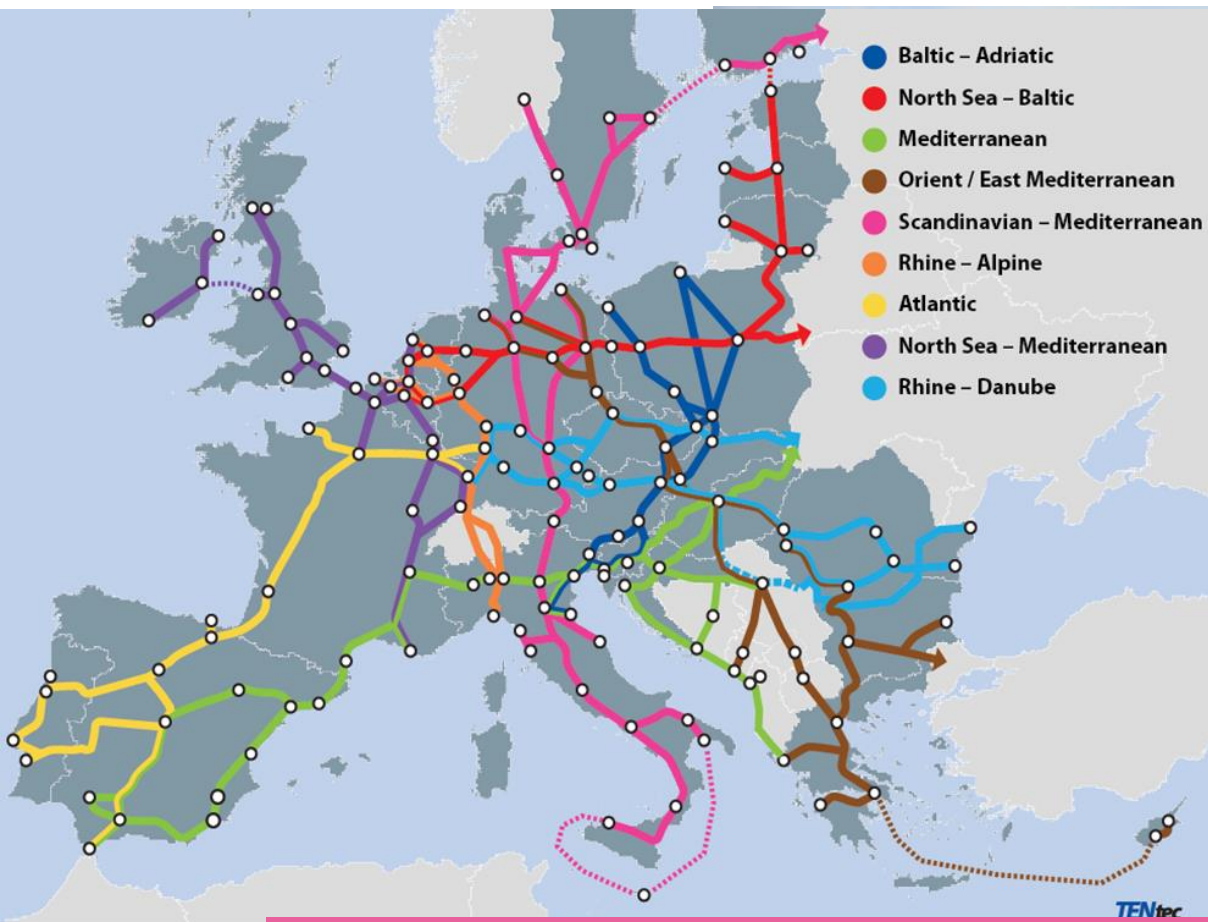 Baltic – Adriatic
North Sea – Baltic
Mediterranean
Orient / East Mediterranean
Scandinavian – Mediterranean
Rhine – Alpine
Atlantic
North Sea – Mediterranean
Rhine – Danube
TENtec